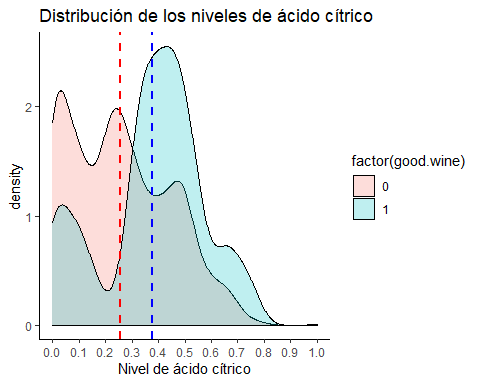 Distribución de los niveles de ácido cítrico
density
2
1
0
0.0 0.1 0.2 0.3 0.4 0.5 0.6 0.7 0.8 0.9 1.0
Nivel de ácido cítrico
factor(good.wine)
0
1